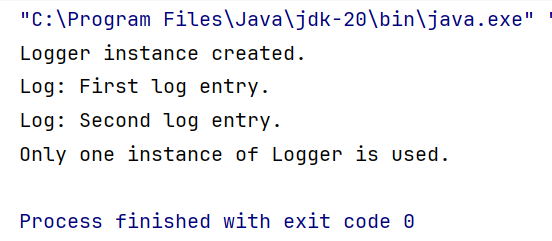 "C:\Program Files\Java\jdk-20\bin\java.exe" "
Logger instance created.
Log: First log entry.
Log: Second log entry.
Only one instance of Logger is used.
Process finished with exit code 0